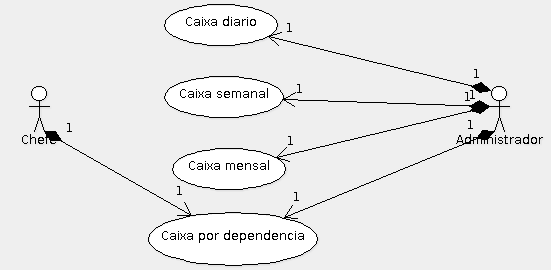 Caixa diario
1
1
Caixa semanal
1
1
1
Chefe
1
Administrador
1
1
Caixa mensal
1
1
Caixa por dependencia